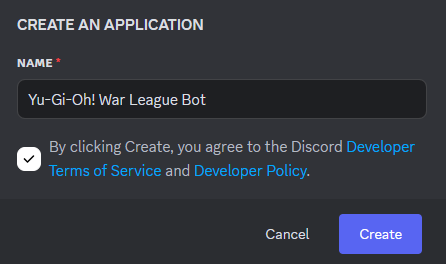 CREATE AN APPLICATION
NAME *
Yu-Gi-Oh! War League Bot
By clicking Create, you agree to the Discord Developer
Terms of Service and Developer Policy.
Cancel Create